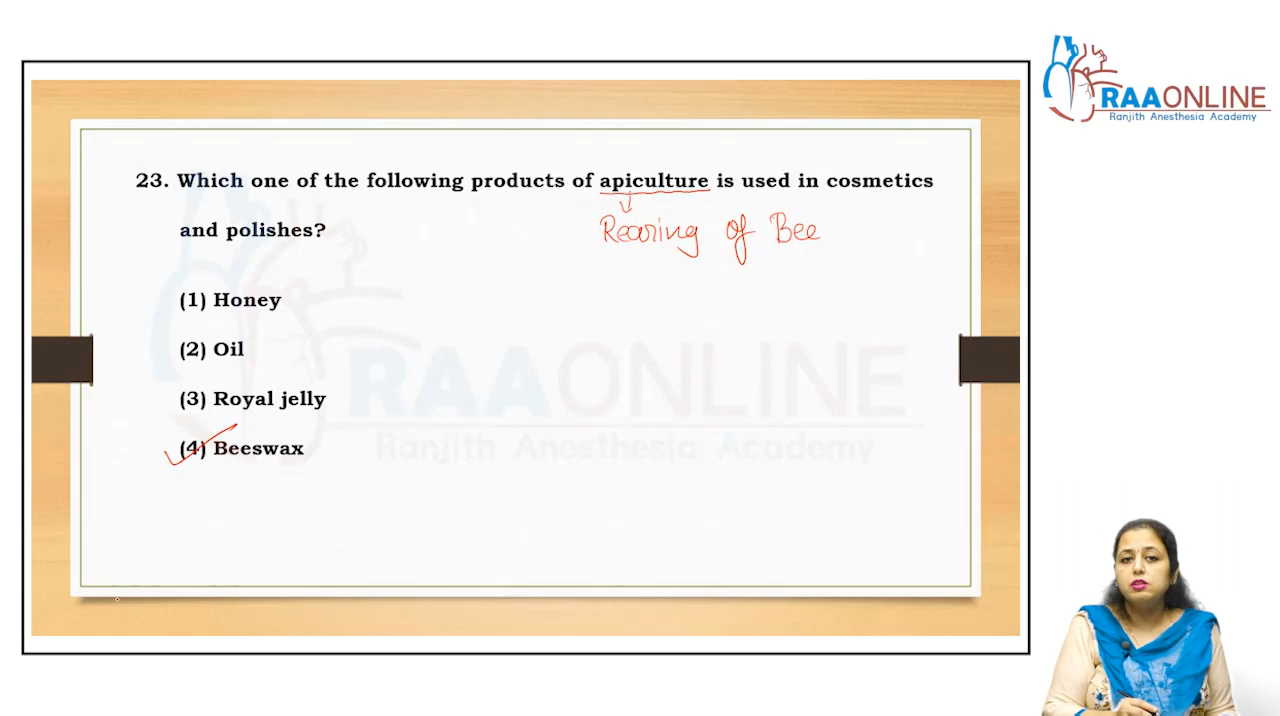 RAAONLINE
Ranjith Anesthesia Academy
23. Which one of the following products of apiculture is used in cosmetics
and polishes?
Rearing of Bee
(1) Honey
(2) Oil
(3) Royal jelly
(4) Beeswax
RAAONLINE
Ranjith Anesthesia Academy